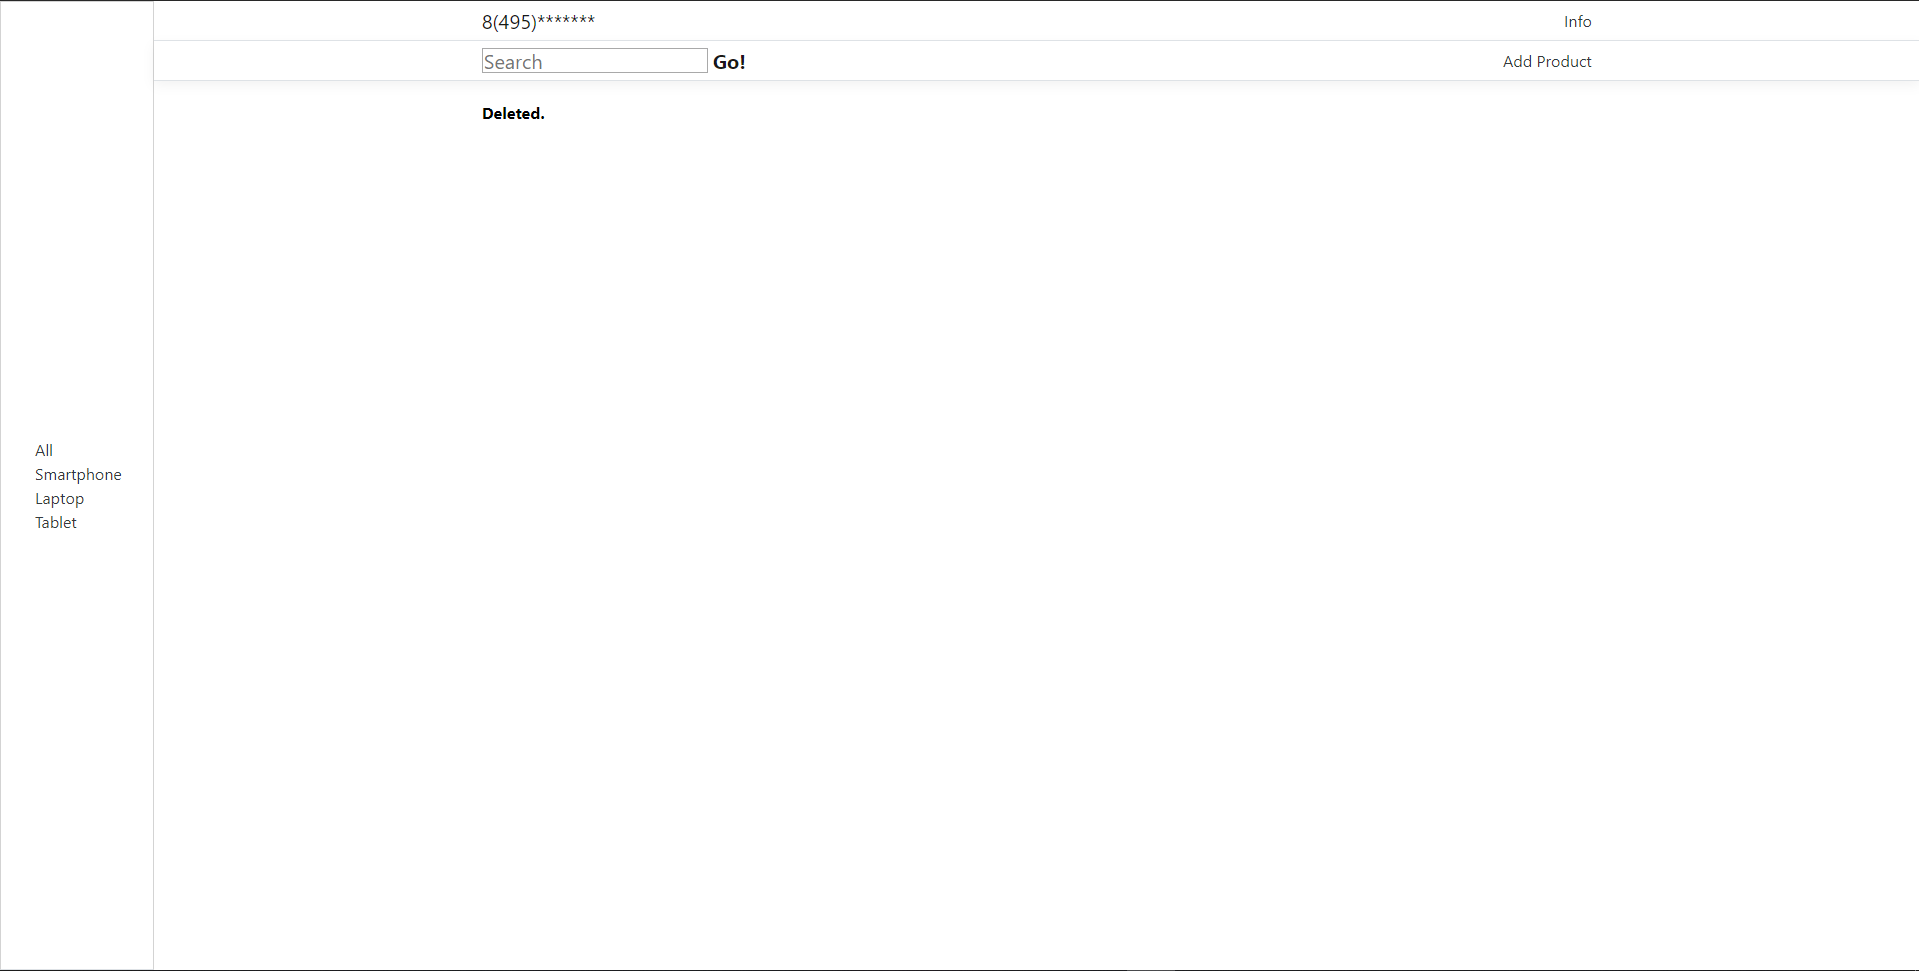 8(495)*******
Info
Search
Go!
Add Product
Deleted.
All
Smartphone
Laptop
Tablet